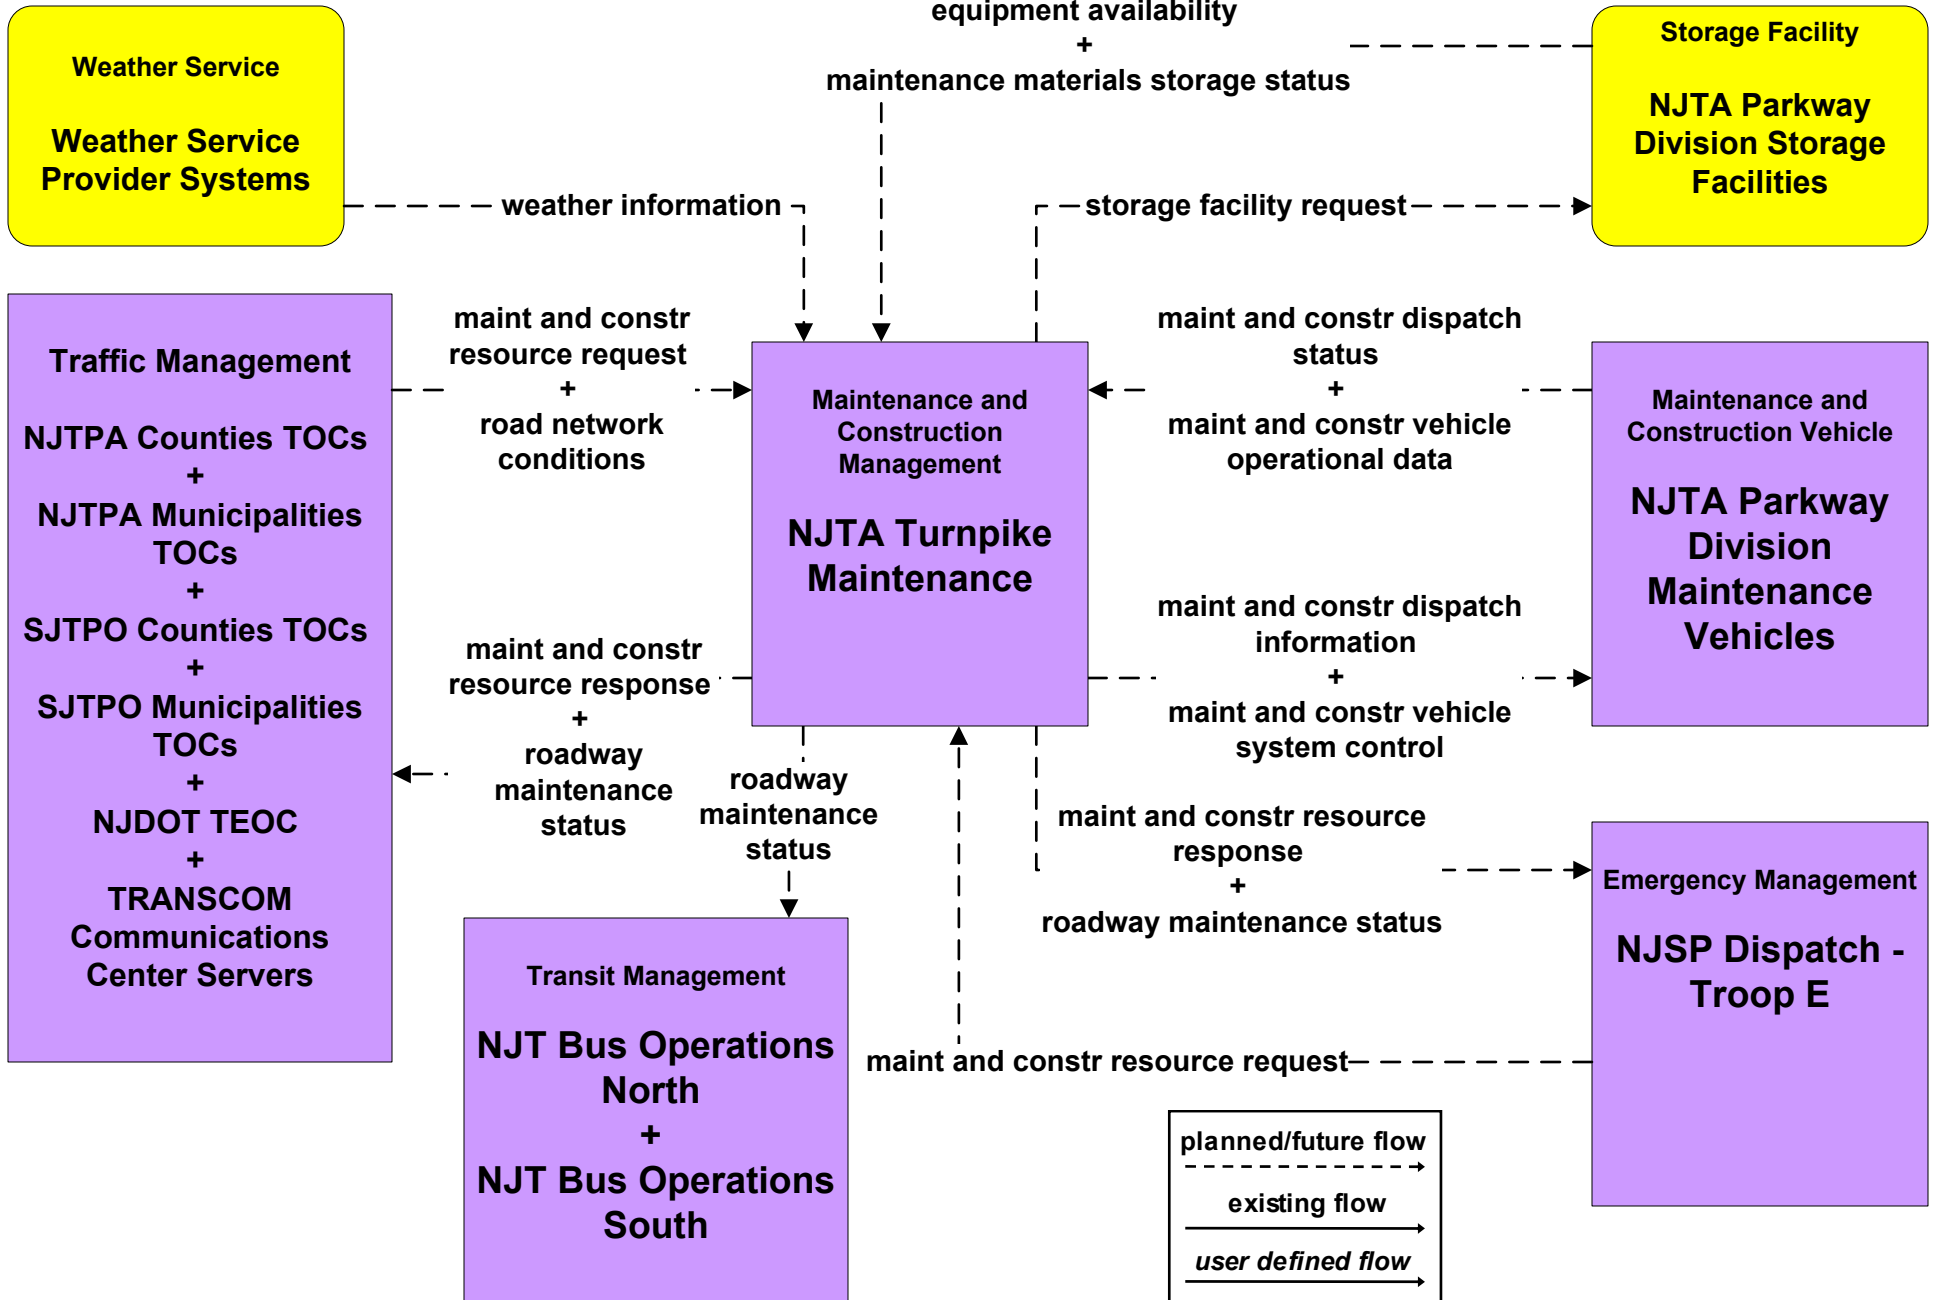 equipment availability
+
maintenance materials storage status
Weather Service
Weather Service
Provider Systems
Storage Facility
NJTA Parkway
Division Storage
Facilities
weather information
storage facility request
Traffic Management
NJTPA Counties TOCs
+
NJTPA Municipalities
TOCs
+
SJTPO Counties TOCs
+
SJTPO Municipalities
TOCs
+
NJDOT TEOC
+
TRANSCOM
Communications
Center Servers
maint and constr
resource request
+
road network
conditions
Maintenance and
Construction
Management
NJTA Turnpike
Maintenance
maint and constr dispatch
status
+
maint and constr vehicle
operational data
Maintenance and
Construction Vehicle
NJTA Parkway
Division
Maintenance
Vehicles
maint and constr
resource response
+
roadway
maintenance
status
roadway
maintenance
status
maint and constr dispatch
information
+
maint and constr vehicle
system control
maint and constr resource
response
+
roadway maintenance status
Emergency Management
NJSP Dispatch -
Troop E
Transit Management
NJT Bus Operations
North
+
NJT Bus Operations
South
maint and constr resource request
planned/future flow
existing flow
user defined flow